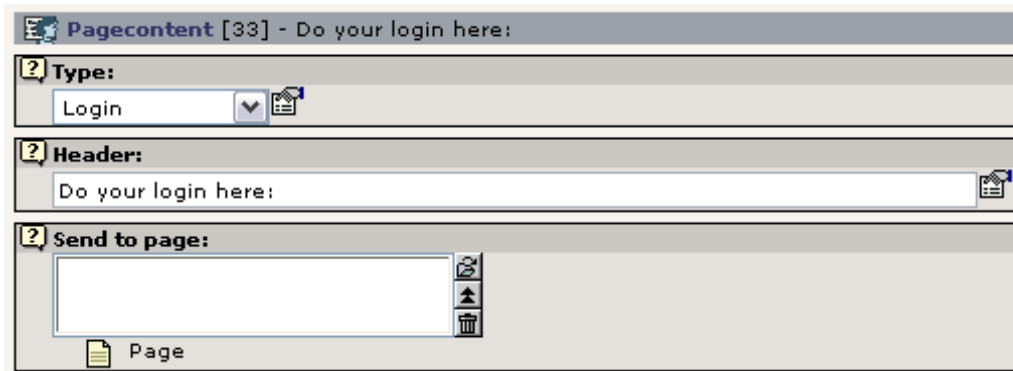 Pagecontent [33] - Do your login here:
Type:
Login
Header:
Do your login here:
Send to page:
Page